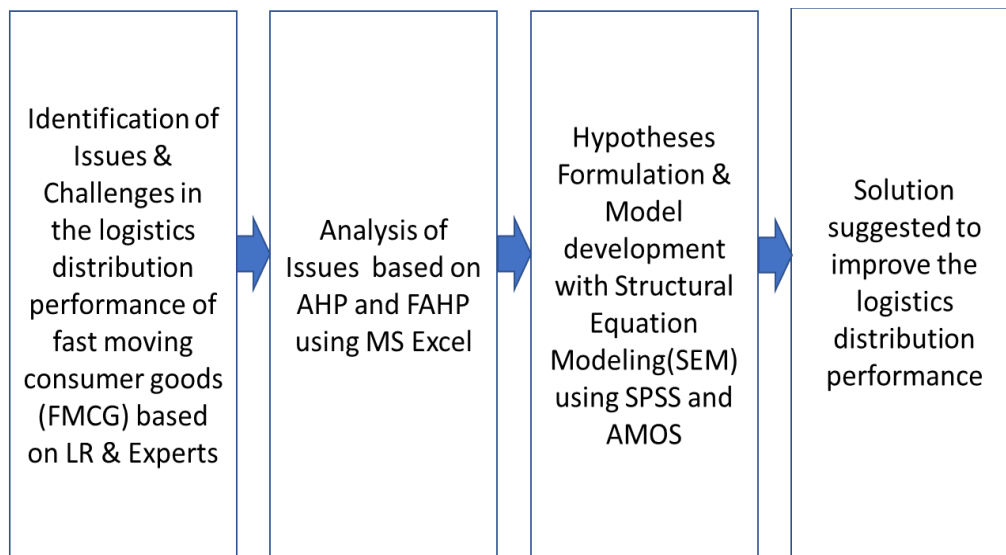 Identification of
Issues &
Challenges in
the logistics
distribution
performance of
fast moving
consumer goods
(FMCG) based
on LR & Experts
Analysis of
Issues based on
AHP and FAHP
using MS Excel
Hypotheses
Formulation &
Model
development
with Structural
Equation
Modeling(SEM)
using SPSS and
AMOS
Solution
suggested to
improve the
logistics
distribution
performance